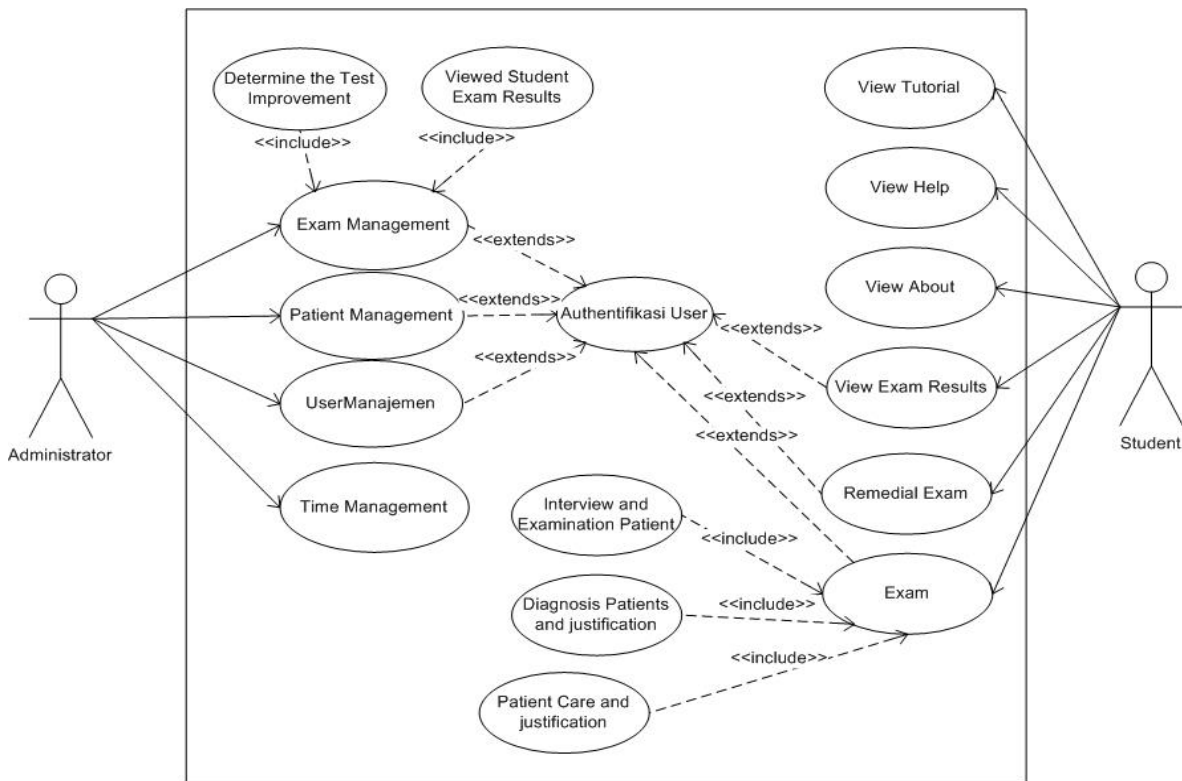 Determine the Test
Improvement
Viewed Student
Exam Results
<<include>>
<<include>>
Exam Management
<<extends>>
Patient Management
<<extends>>
Authentifikasi User
<<extends>>
UserManajemen
Time Management
Administrator
View Tutorial
View Help
View About
<<extends>>
View Exam Results
<<extends>>
<<extends>>
Remedial Exam
Student
Interview and
Examination Patient
<<include>>
Exam
Diagnosis Patients
and justification
<<include>>
<<include>>
Patient Care and
justification